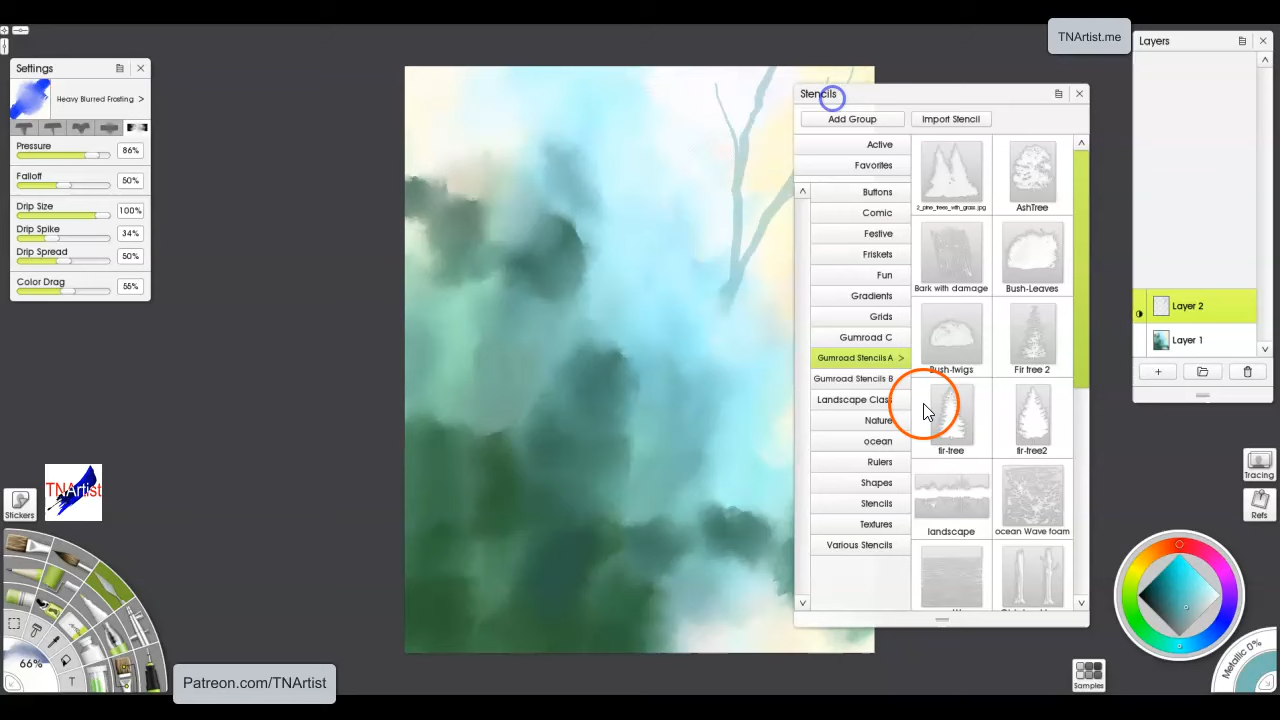 TNArtist.me
Layers
Settings
Heavy Blurred Frosting >
Pressure
86%
Falloff
50%
Drip Size
100%
Drip Spike
34%
Drip Spread
50%
Color Drag
55%
Stencils
Add Group
Import Stencil
Active
Favorites
Buttons
Comic
Festive
Friskets
Fun
Gradients
Grids
Gumroad C
Gumroad Stencils A >
Gumroad Stencils B
Landscape Class
Nature
ocean
Rulers
Shapes
Stencils
Textures
Various Stencils
2_pine_trees_with_grass.jpg
AshTree
Bark with damage
Bush-Leaves
Bush-twigs
Fir tree 2
fir-tree
fir-tree2
landscape
ocean Wave foam
Layer 2
Layer 1
Tracing
Refs
TNArtist
Stickers
66%
T
Patreon.com/TNArtist
Samples
Metallic 0%